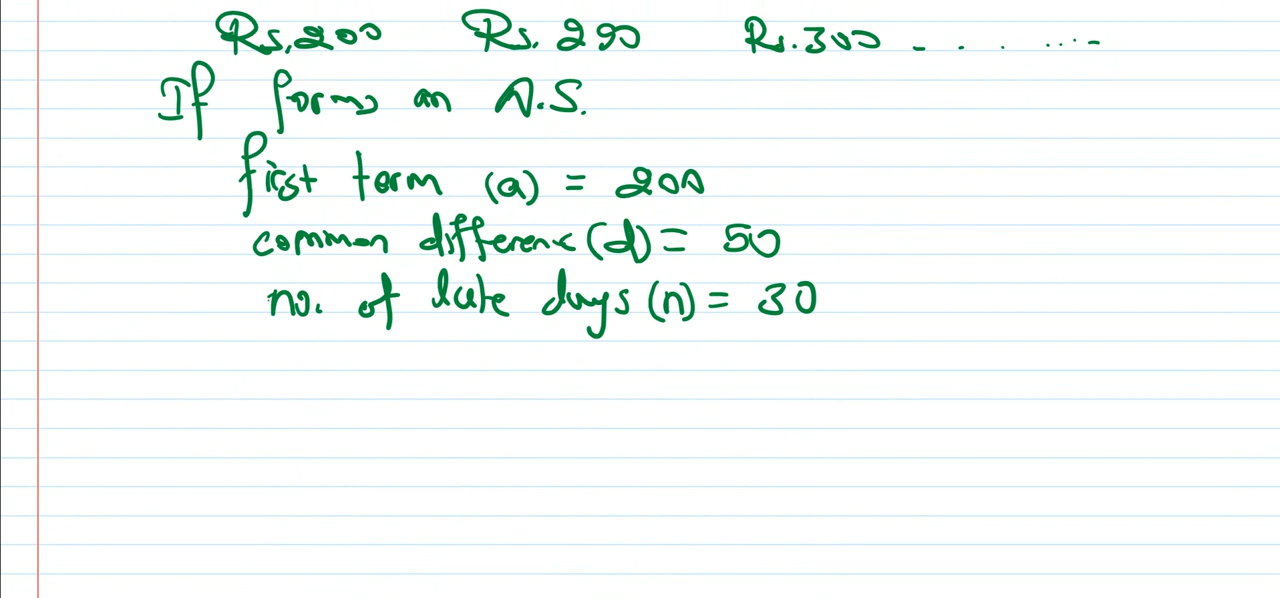 Rs. 200 Rs. 250 Rs. 300 - . . ... -
If forms an A.S.
first term (a) = 200
common difference (d) = 50
no. of late days (n) = 30